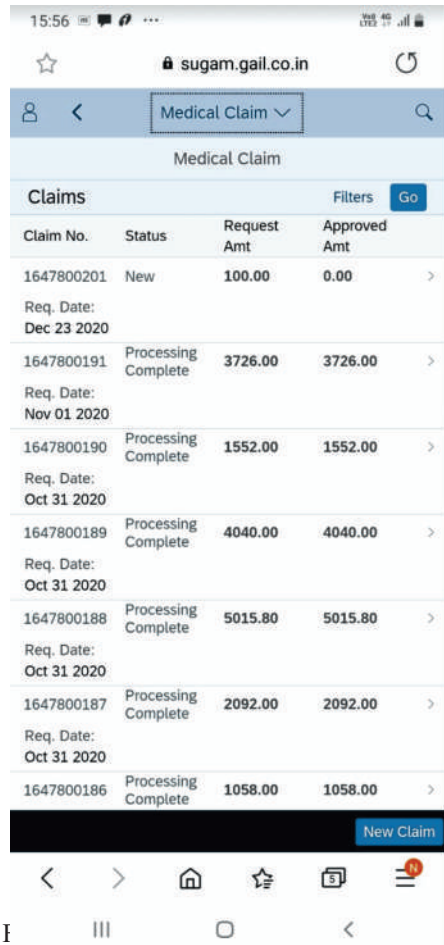 15:56
VoB 4G
LTE2
sugam.gail.co.in
Medical Claim
Medical Claim
Claims Filters Go
Claim No. Status Request Amt Approved Amt
1647800201 New 100.00 0.00
Req. Date:
Dec 23 2020
1647800191 Processing Complete 3726.00 3726.00
Req. Date:
Nov 01 2020
1647800190 Processing Complete 1552.00 1552.00
Req. Date:
Oct 31 2020
1647800189 Processing Complete 4040.00 4040.00
Req. Date:
Oct 31 2020
1647800188 Processing Complete 5015.80 5015.80
Req. Date:
Oct 31 2020
1647800187 Processing Complete 2092.00 2092.00
Req. Date:
Oct 31 2020
1647800186 Processing Complete 1058.00 1058.00
New Claim
5
N